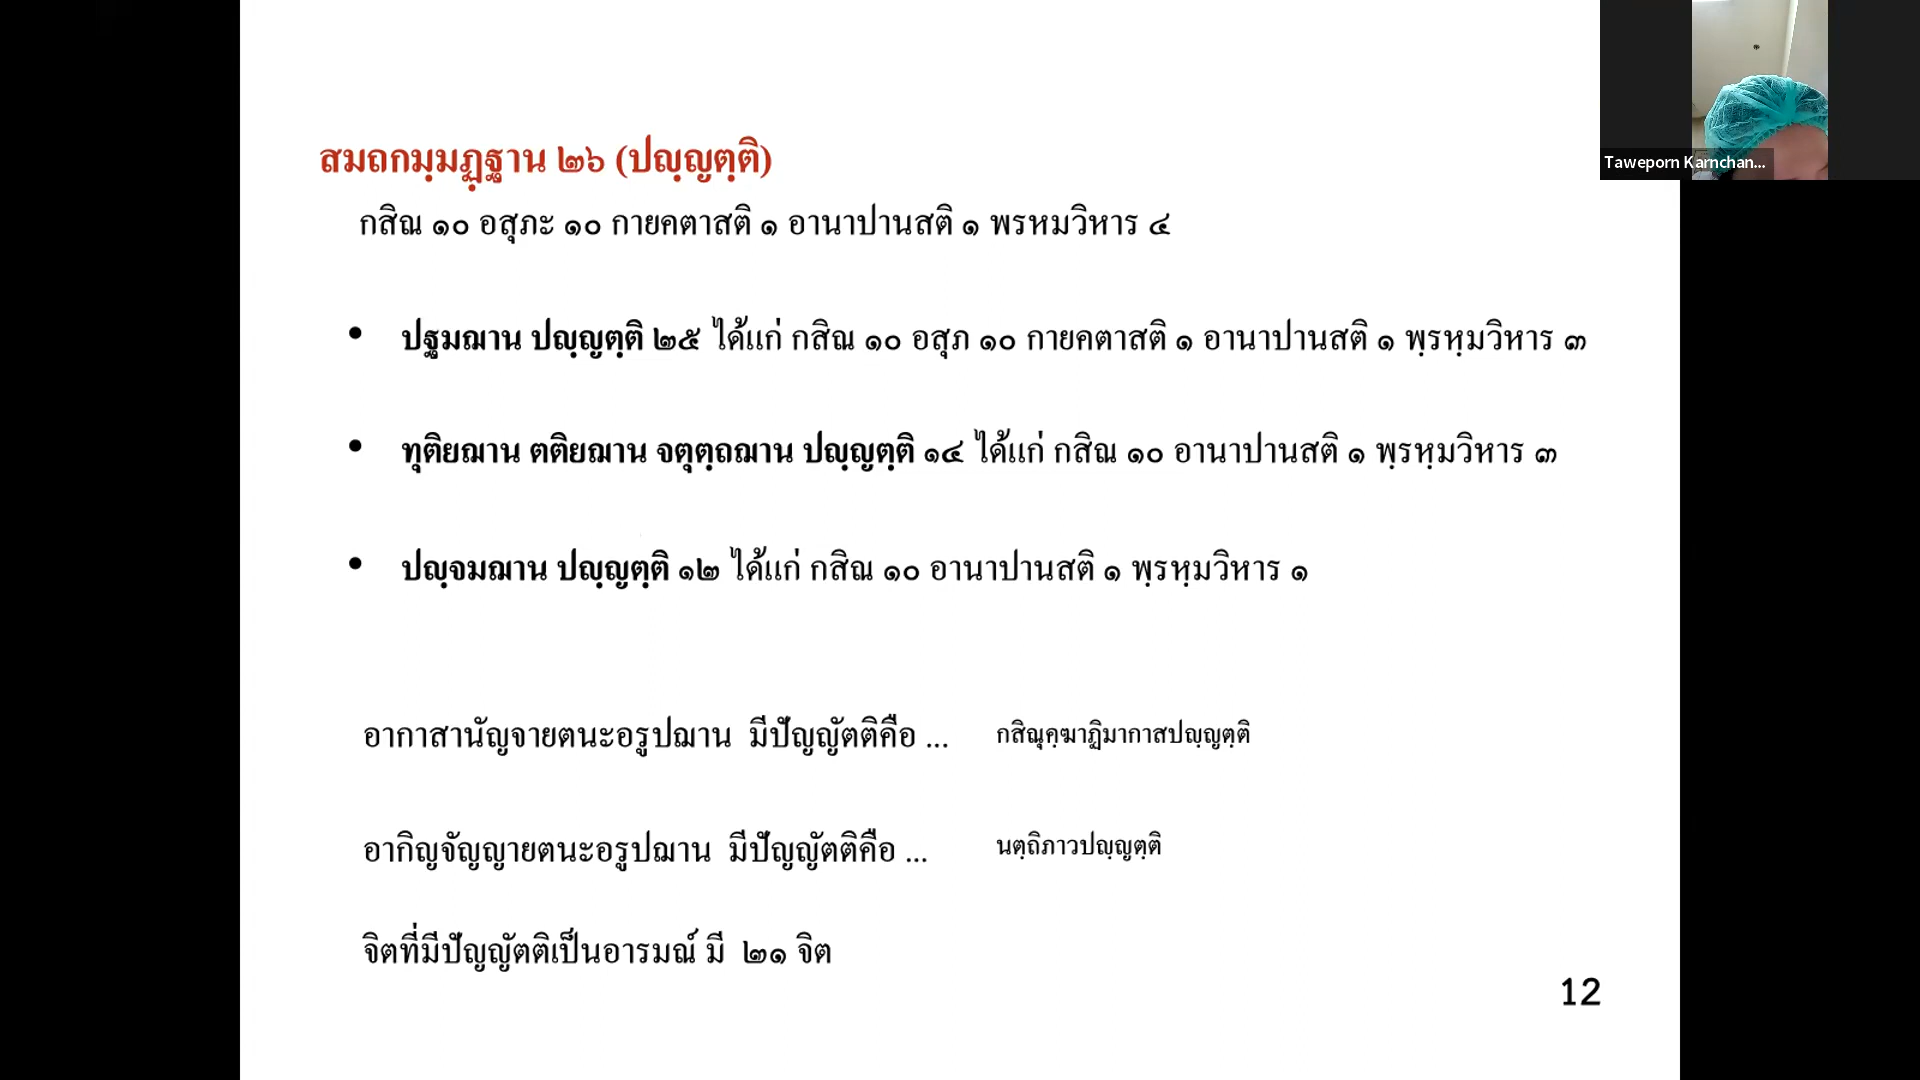 สมถกมฺมฏฺฐาน ๒๖ (ปญฺญตฺติ)
กสิณ ๑๐ อสุภะ ๑๐ กายคตาสติ ๑ อานาปานสติ ๑ พรหมวิหาร ๔
• ปฐมฌาน ปญฺญตฺติ ๒๕ ได้แก่ กสิณ ๑๐ อสุภ ๑๐ กายคตาสติ ๑ อานาปานสติ ๑ พฺรหฺมวิหาร ๓
• ทุติยฌาน ตติยฌาน จตุตฺถฌาน ปญฺญตฺติ ๑๔ ได้แก่ กสิณ ๑๐ อานาปานสติ ๑ พฺรหฺมวิหาร ๓
• ปญฺจมฌาน ปญฺญตฺติ ๑๒ ได้แก่ กสิณ ๑๐ อานาปานสติ ๑ พฺรหฺมวิหาร ๑
อากาสานัญจายตนะอรูปฌาน มีปัญญัตติคือ ... กสิณุคฺฆาฏิมากาสปญฺญตฺติ
อากิญจัญญายตนะอรูปฌาน มีปัญญัตติคือ ... นตฺถิภาวปญฺญตฺติ
จิตที่มีปัญญัตติเป็นอารมณ์ มี ๒๑ จิต
12
Taweporn Karnchan...